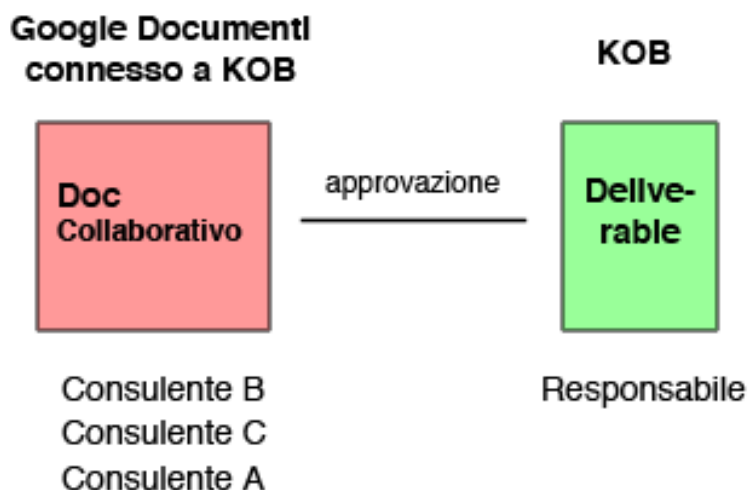 Google Documenti
connesso a KOB
KOB
Doc
Collaborativo
approvazione
Delive-
rable
Consulente B
Consulente C
Consulente A
Responsabile